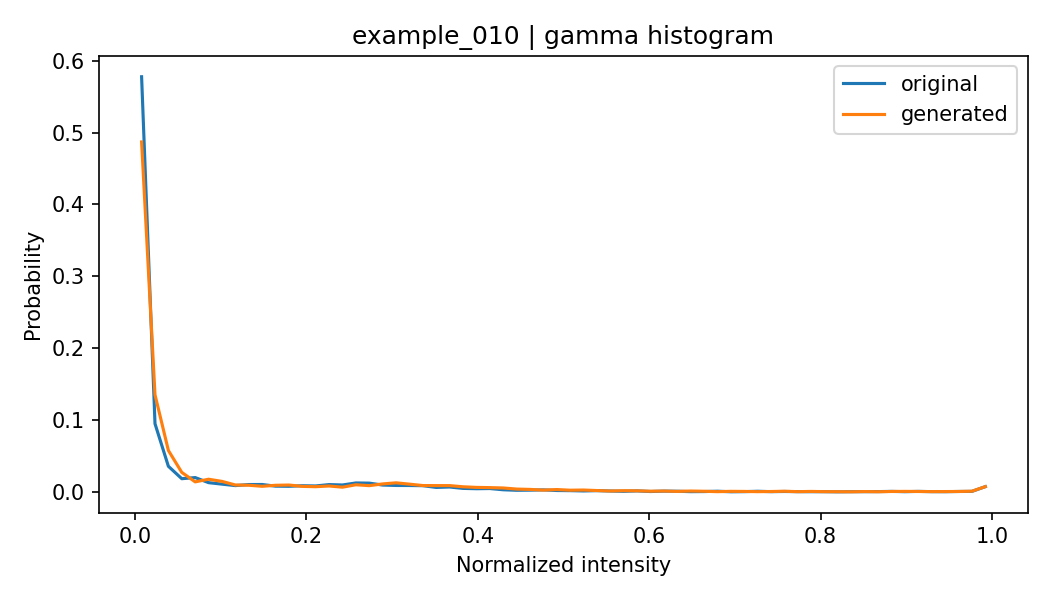 example_010 | gamma histogram
original
generated
Probability
0.6
0.5
0.4
0.3
0.2
0.1
0.0
0.0 0.2 0.4 0.6 0.8 1.0
Normalized intensity